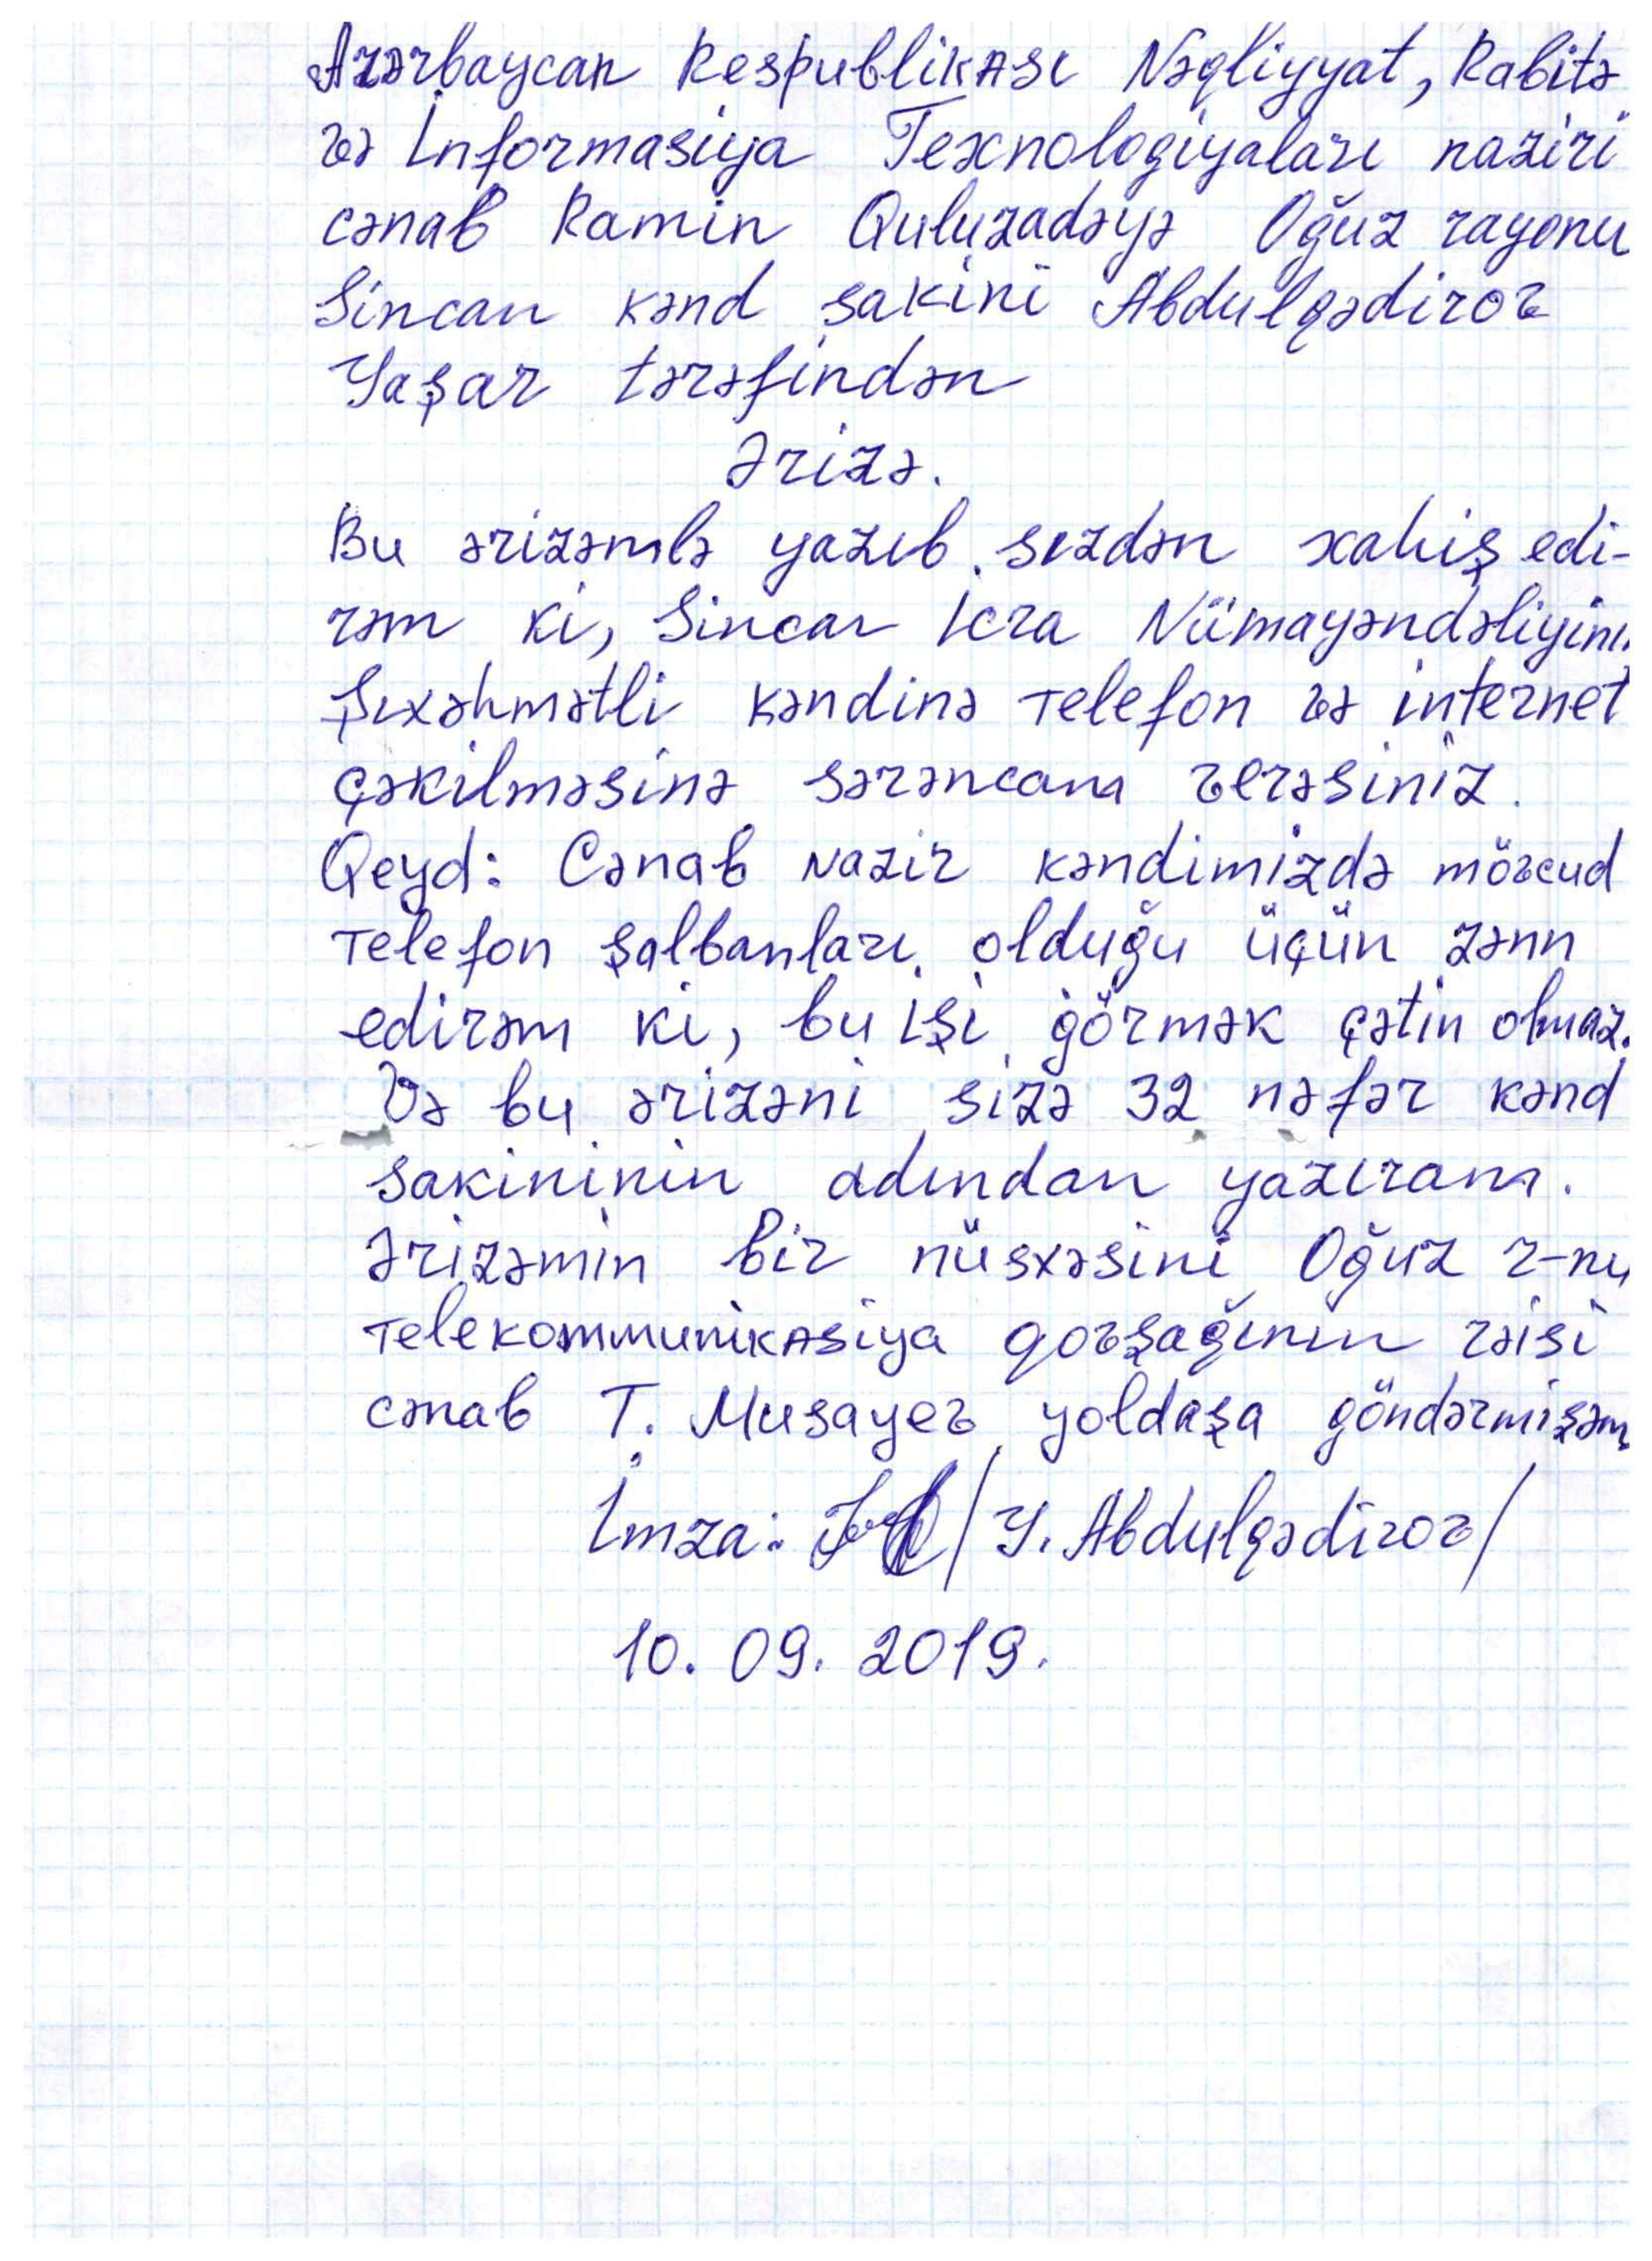 Azərbaycan Respublikası Nəqliyyat, Rabitə
və İnformasiya Texnologiyaları naziri
cənab Ramin Quluzadəyə Oğuz rayonu
Sincan kənd sakini Abdulqədirov
Yaşar tərəfindən
Ərizə.
Bu ərizəmlə yazıb sizdən xahiş edi-
rəm ki, Sincan İcra Nümayəndəliyini
Şıxəhmətli kəndinə telefon və internet
çəkilməsinə sərəncam verəsiniz.
Qeyd: Cənab Nazir kəndimizdə mövcud
telefon şalbanları olduğu üçün zənn
edirəm ki, bu işi görmək çətin olmaz.
Və bu ərizəni sizə 32 nəfər kənd
sakininin adından yazıram.
Ərizəmin bir nüsxəsini Oğuz r-nu
telekommunikasiya qovşağının rəisi
cənab T. Musayev yoldaşa göndərmişəm
İmza: /Y. Abdulqədirov/
10. 09. 2019.